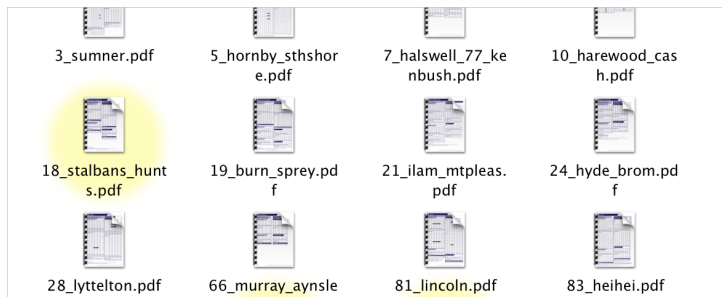 3_sumner.pdf 5_hornby_sthshor 7_halswell_77_ke 10_harewood_cas
e.pdf nbush.pdf h.pdf
18_stalbans_hunt 19_burn_sprey.pd 21_ilam_mtpleas. 24_hyde_brom.pd
s.pdf f pdf f
28_lyttelton.pdf 66_murray_aynsle 81_lincoln.pdf 83_heihei.pdf